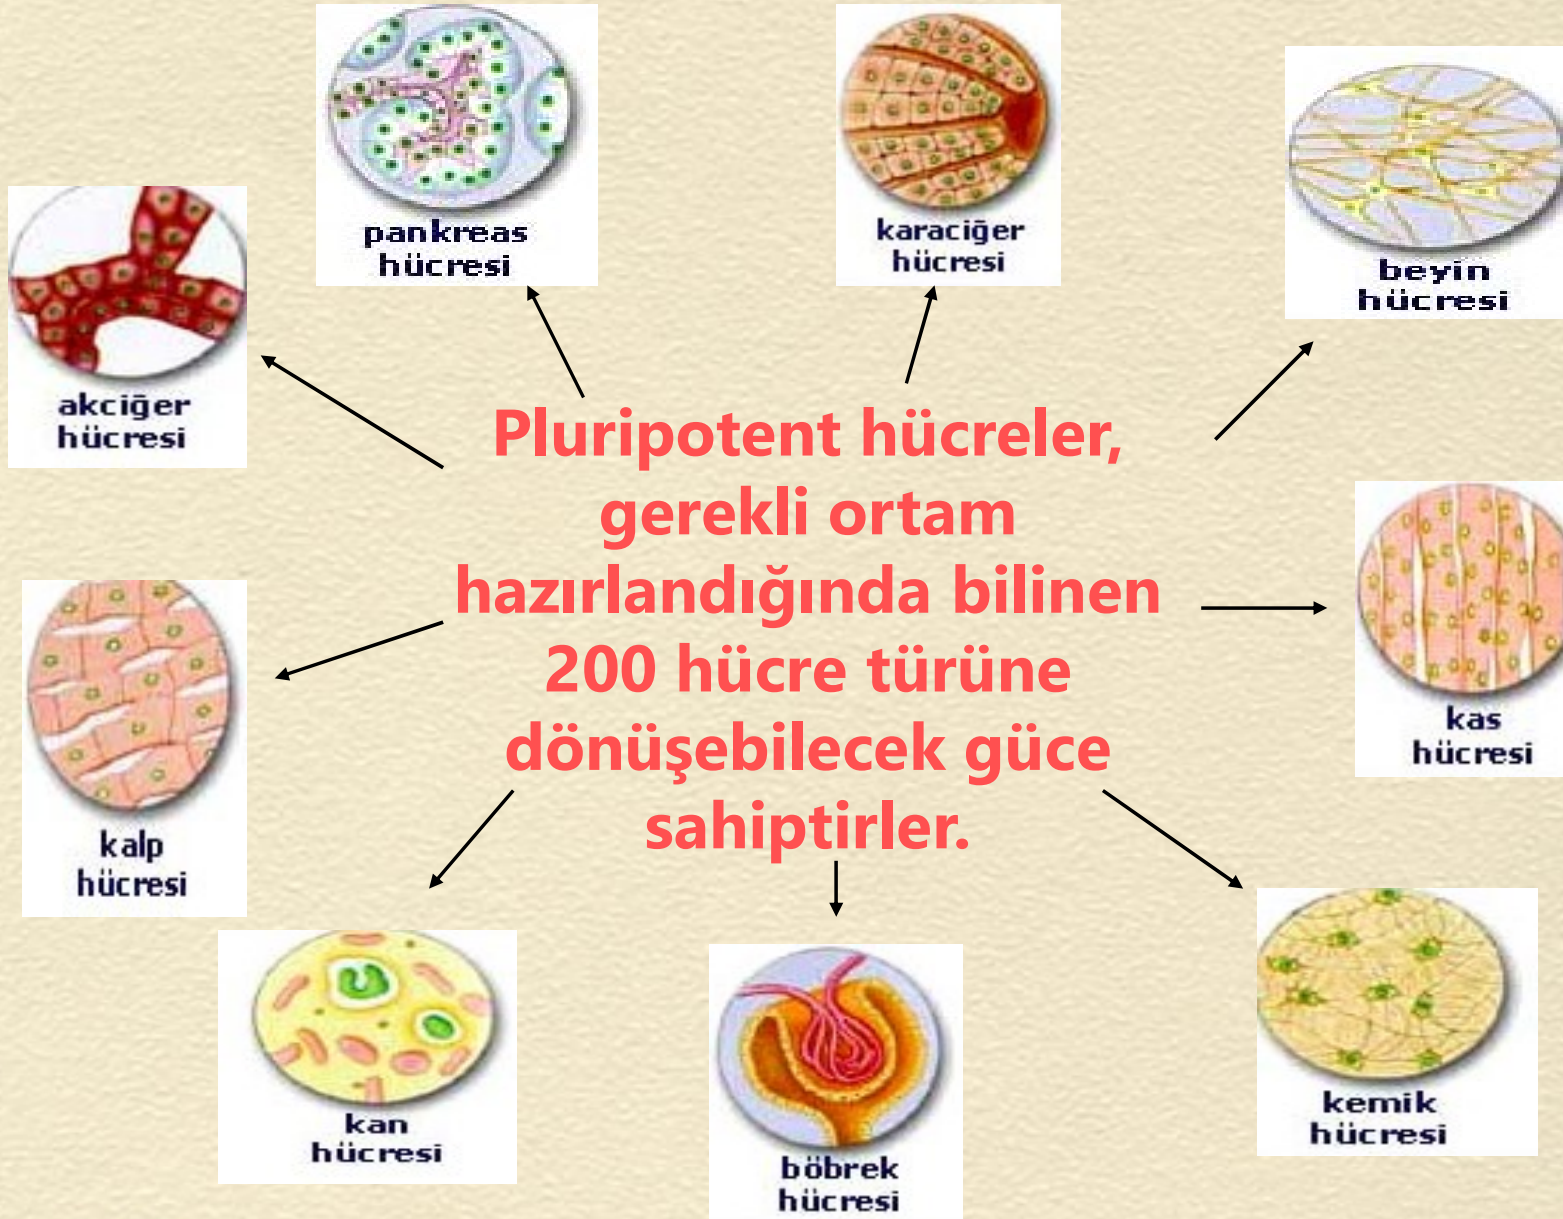 pankreas
hücresi
karaciğer
hücresi
beyin
hücresi
akciğer
hücresi
Pluripotent hücreler,
gerekli ortam
hazırlandığında bilinen
200 hücre türüne
dönüşebilecek güce
sahiptirler.
kas
hücresi
kalp
hücresi
kan
hücresi
böbrek
hücresi
kemik
hücresi